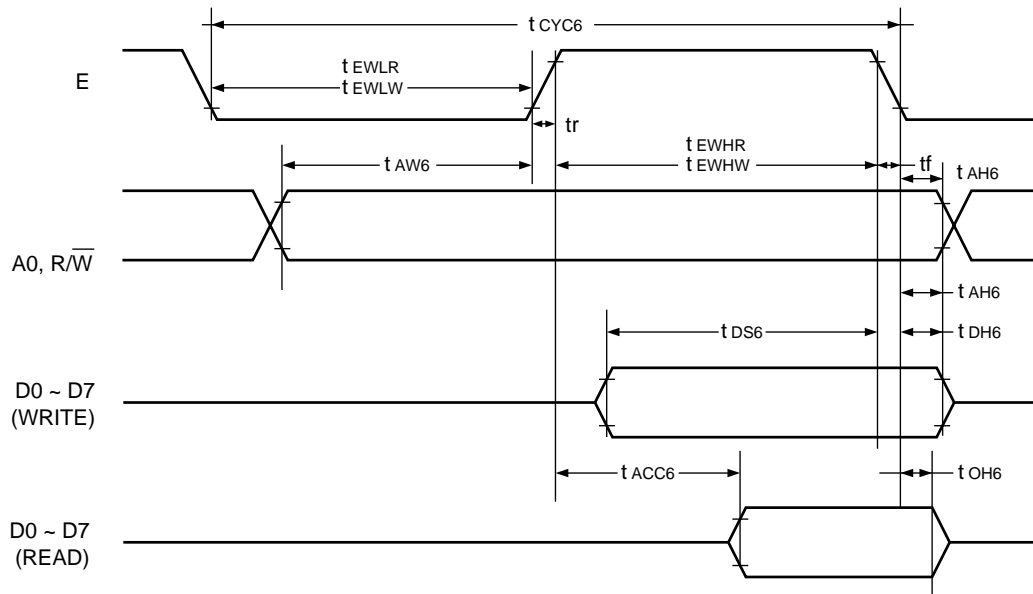 t CYC6
E
t EWLR
t EWLW
tr
t EWHR
t EWHW
tf
t AW6
t AH6
A0, R/W̅
t AH6
t DS6
t DH6
D0 ~ D7
(WRITE)
t ACC6
t OH6
D0 ~ D7
(READ)